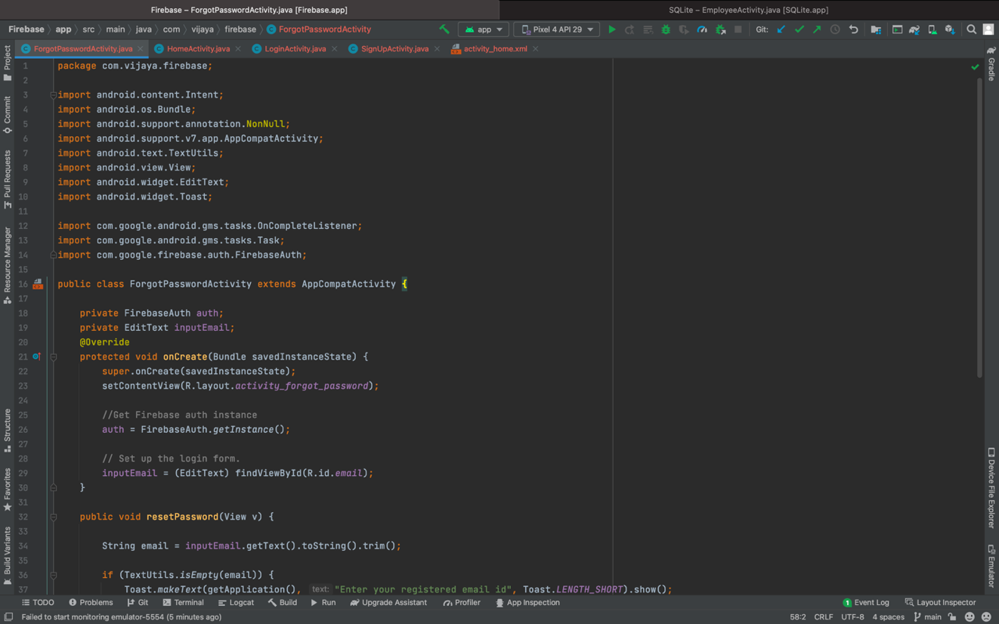 Firebase – ForgotPasswordActivity.java [Firebase.app]
SQLite – EmployeeActivity.java [SQLite.app]
Firebase app src main java com vijaya firebase ForgotPasswordActivity
app
Pixel 4 API 29
Git:
ForgotPasswordActivity.java
HomeActivity.java
LoginActivity.java
SignUpActivity.java
activity_home.xml
Project
Commit
Pull Requests
Resource Manager
Structure
Favorites
Build Variants
1 package com.vijaya.firebase;
2
3 import android.content.Intent;
4 import android.os.Bundle;
5 import android.support.annotation.NonNull;
6 import android.support.v7.app.AppCompatActivity;
7 import android.text.TextUtils;
8 import android.view.View;
9 import android.widget.EditText;
10 import android.widget.Toast;
11
12 import com.google.android.gms.tasks.OnCompleteListener;
13 import com.google.android.gms.tasks.Task;
14 import com.google.firebase.auth.FirebaseAuth;
15
16 public class ForgotPasswordActivity extends AppCompatActivity {
17
18 private FirebaseAuth auth;
19 private EditText inputEmail;
20 @Override
21 protected void onCreate(Bundle savedInstanceState) {
22 super.onCreate(savedInstanceState);
23 setContentView(R.layout.activity_forgot_password);
24
25 //Get Firebase auth instance
26 auth = FirebaseAuth.getInstance();
27
28 // Set up the login form.
29 inputEmail = (EditText) findViewById(R.id.email);
30 }
31
32 public void resetPassword(View v) {
33
34 String email = inputEmail.getText().toString().trim();
35
36 if (TextUtils.isEmpty(email)) {
37 Toast.makeText(getApplication(), text: "Enter your registered email id", Toast.LENGTH_SHORT).show();
Gradle
Device File Explorer
Emulator
TODO
Problems
Git
Terminal
Logcat
Build
Run
Upgrade Assistant
Profiler
App Inspection
1 Event Log
Layout Inspector
Failed to start monitoring emulator-5554 (5 minutes ago)
58:2 CRLF UTF-8 4 spaces main